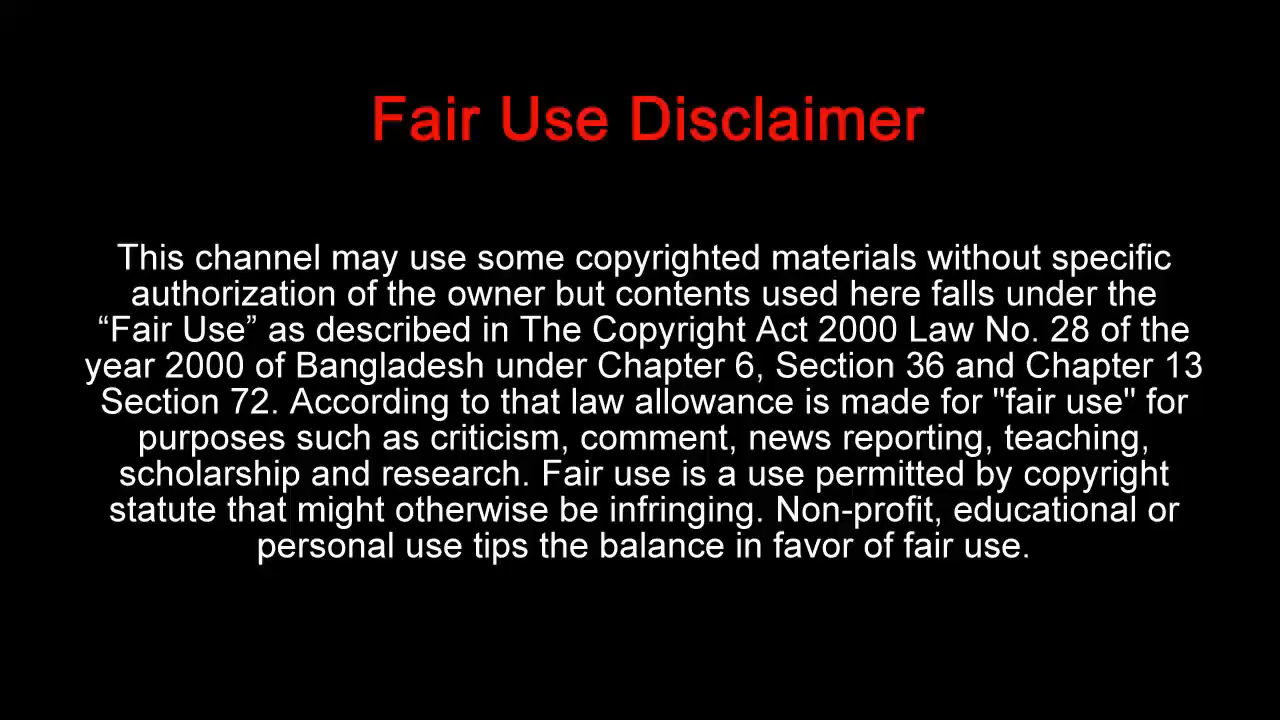 Fair Use Disclaimer
This channel may use some copyrighted materials without specific
authorization of the owner but contents used here falls under the
“Fair Use” as described in The Copyright Act 2000 Law No. 28 of the
year 2000 of Bangladesh under Chapter 6, Section 36 and Chapter 13
Section 72. According to that law allowance is made for "fair use" for
purposes such as criticism, comment, news reporting, teaching,
scholarship and research. Fair use is a use permitted by copyright
statute that might otherwise be infringing. Non-profit, educational or
personal use tips the balance in favor of fair use.